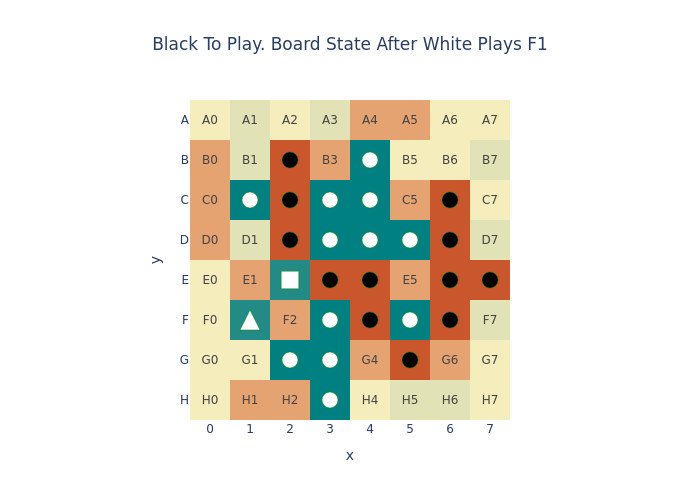 Black To Play. Board State After White Plays F1
A A0 A1 A2 A3 A4 A5 A6 A7
B B0 B1 B3 B5 B6 B7
C C0 C5 C7
D D0 D1 D7
E E0 E1 E5
F F0 F2 F7
G G0 G1 G4 G6 G7
H H0 H1 H2 H4 H5 H6 H7
0 1 2 3 4 5 6 7
x
y